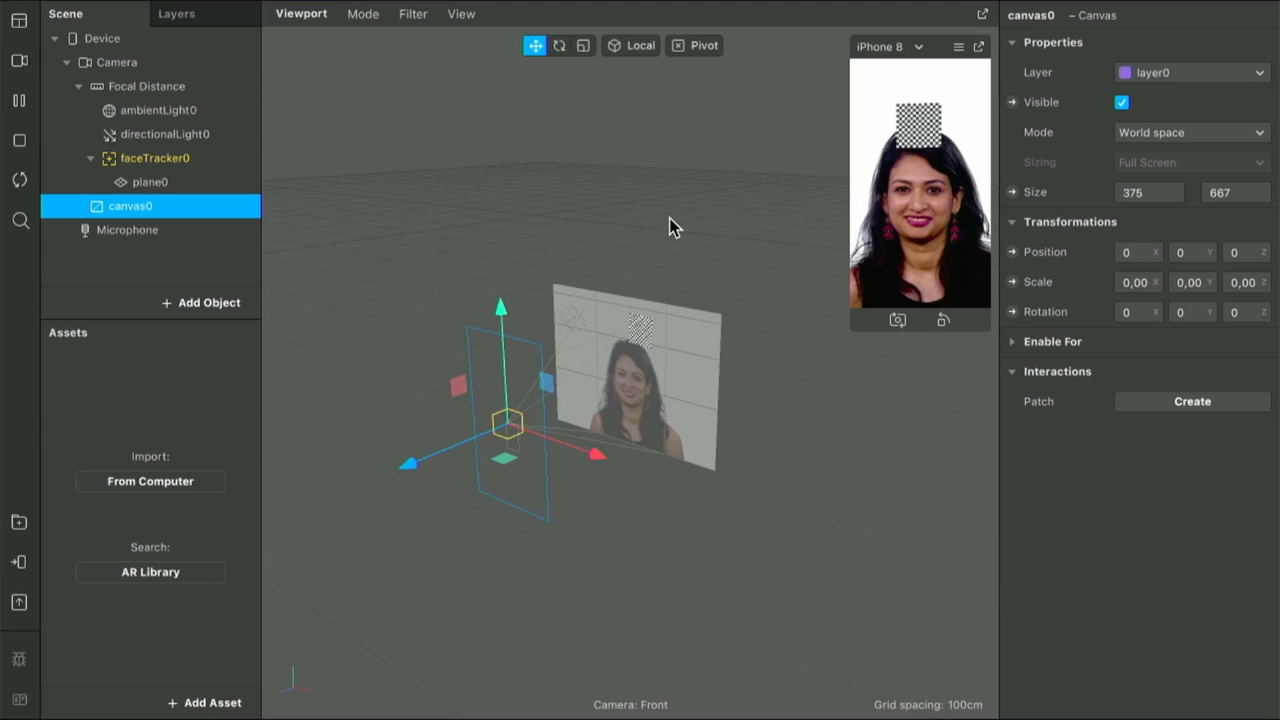 Scene
Layers
Device
Camera
Focal Distance
ambientLight0
directionalLight0
faceTracker0
plane0
canvas0
Microphone
+ Add Object
Assets
Import:
From Computer
Search:
AR Library
+ Add Asset
Viewport
Mode
Filter
View
Local
Pivot
iPhone 8
Camera: Front
Grid spacing: 100cm
canvas0 – Canvas
Properties
Layer layer0
Visible
Mode World space
Sizing Full Screen
Size 375 667
Transformations
Position 0 X 0 Y 0 Z
Scale 0,00 X 0,00 Y 0,00 Z
Rotation 0 X 0 Y 0 Z
Enable For
Interactions
Patch Create